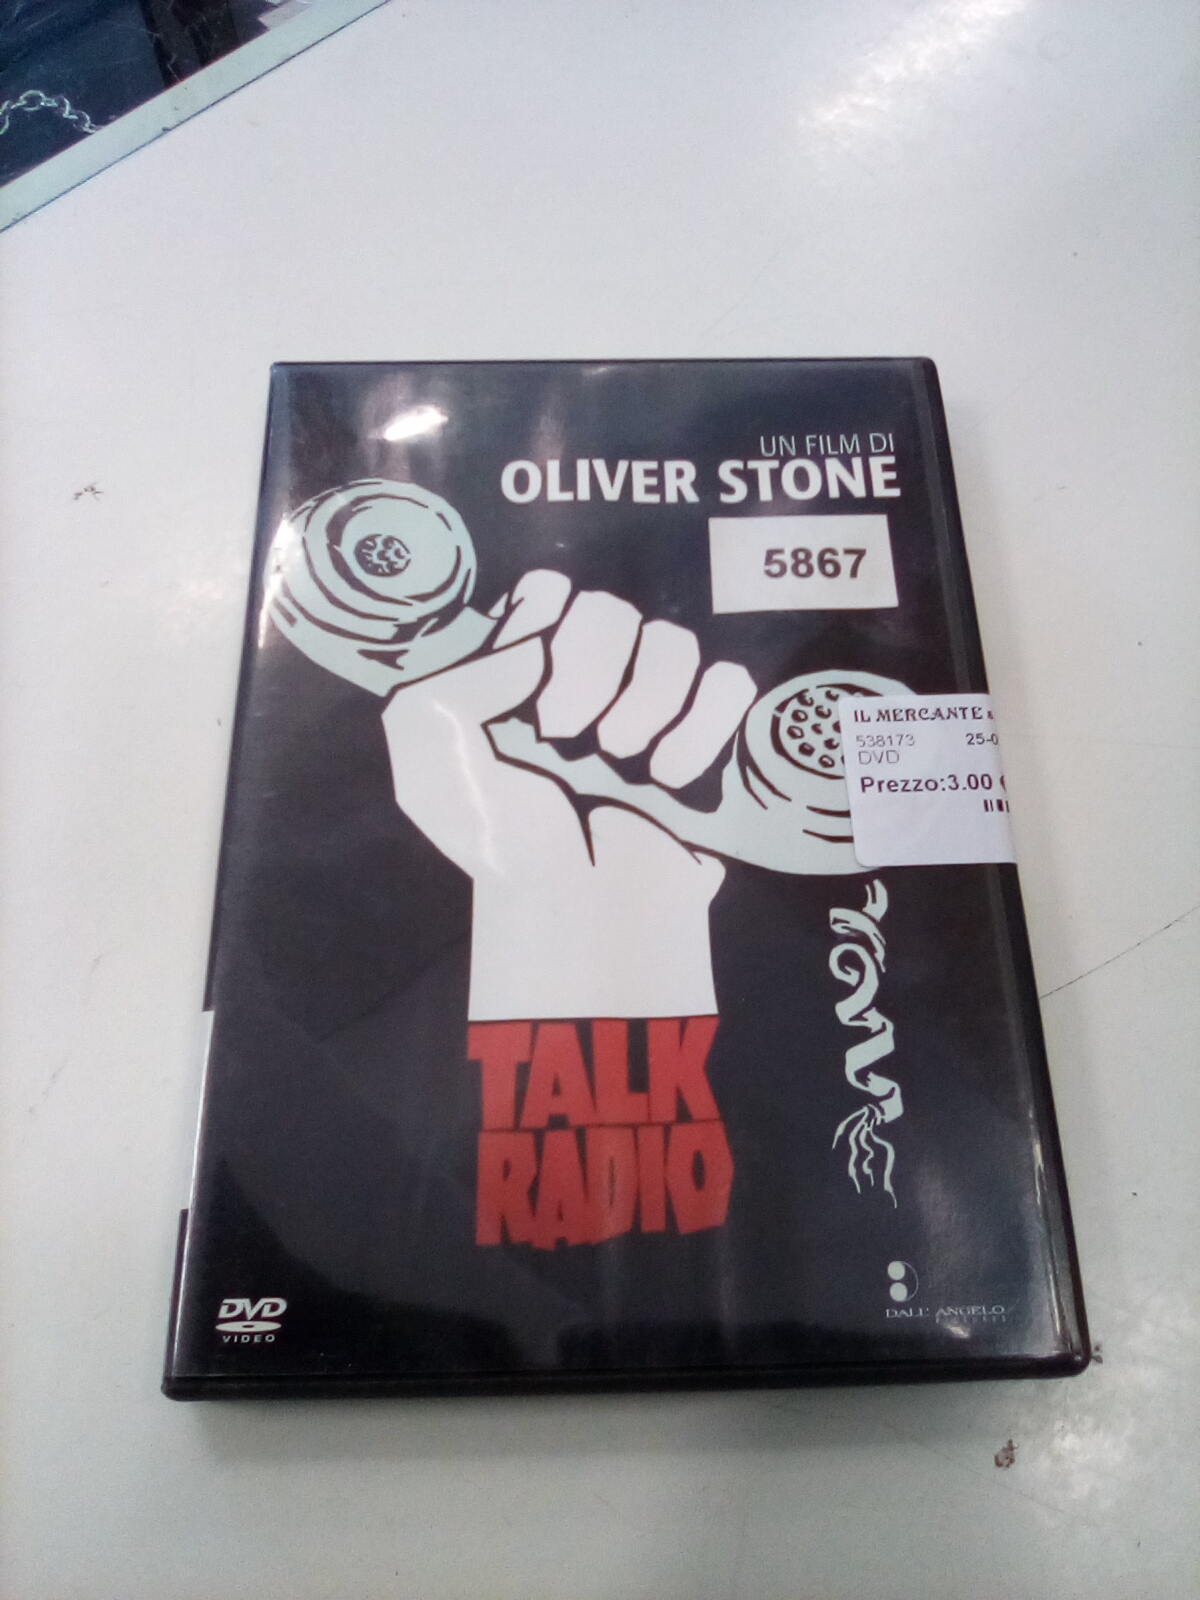 UN FILM DI
OLIVER STONE
5867
IL MERCANTE
538173 25-0
DVD
Prezzo:3.00 €
TALK
RADIO
DVD
VIDEO
DALL' ANGELO
PICTURES